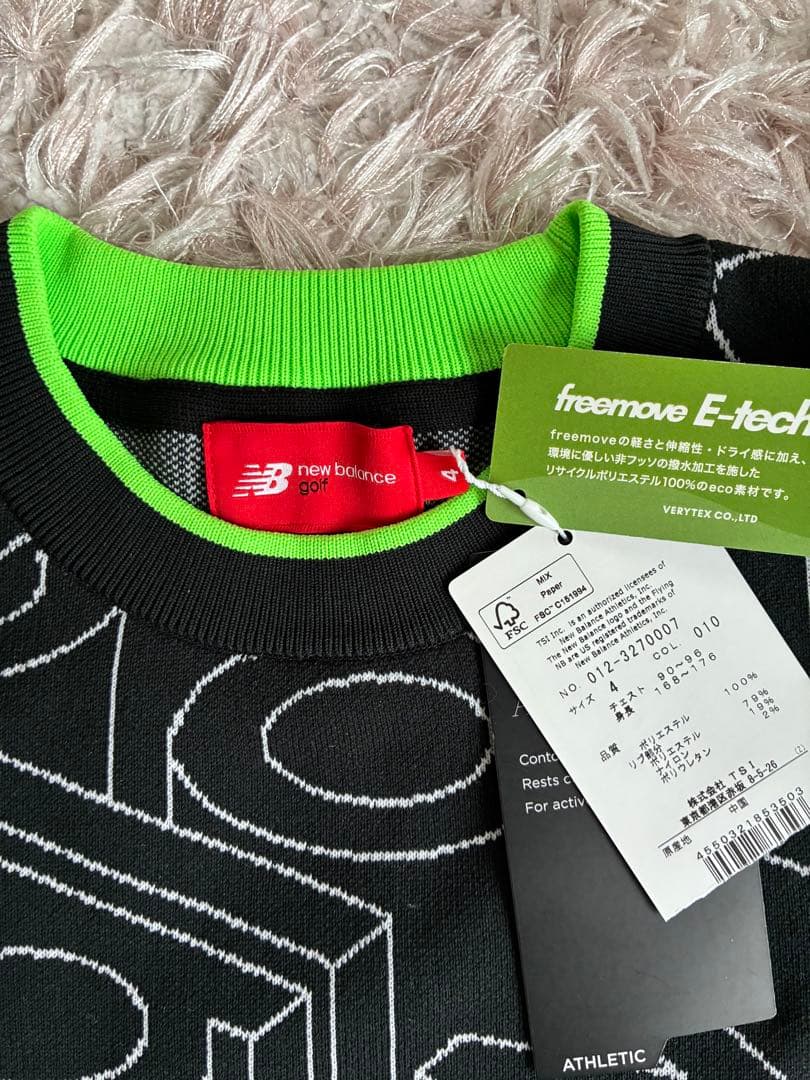 new balance
golf
4
freemove E-tech
freemoveの軽さと伸縮性・ドライ感に加え、
環境に優しい非フッソの撥水加工を施した
リサイクルポリエステル100%のeco素材です。
VERYTEX CO.,LTD
FSC
MIX
Paper
FSC™ C151994
TSI Inc. is an authorized licensees of
New Balance Athletics, Inc.
The New Balance logo and the Flying
NB are US registered trademarks of
New Balance Athletics, Inc.
NO. 012-3270007
サイズ 4 COL. 010
チェスト 90～96
身長 168～176
品質 ポリエステル 100%
リブ部分
ポリエステル 79%
ナイロン 19%
ポリウレタン 2%
株式会社 TSI
東京都港区赤坂 8-5-26 (2)
原産地 中国
4550321853503
Conto
Rests
For activ
ATHLETIC